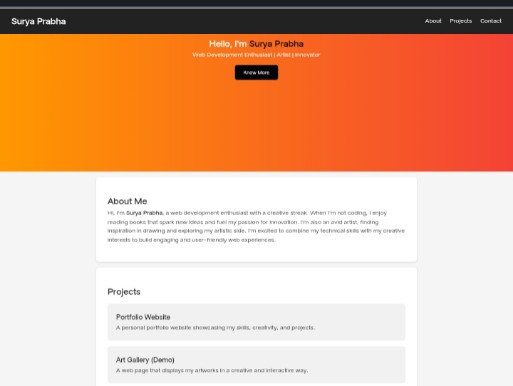 Surya Prabha
About Projects Contact
Hello, I'm Surya Prabha
Web Development Enthusiast | Artist | Innovator
Know More
About Me
Hi, I'm Surya Prabha, a web development enthusiast with a creative streak. When I'm not coding, I enjoy
reading books that spark new ideas and fuel my passion for innovation. I'm also an avid artist, finding
inspiration in drawing and exploring my artistic side. I'm excited to combine my technical skills with my creative
interests to build engaging and user-friendly web experiences.
Projects
Portfolio Website
A personal portfolio website showcasing my skills, creativity, and projects.
Art Gallery (Demo)
A web page that displays my artworks in a creative and interactive way.